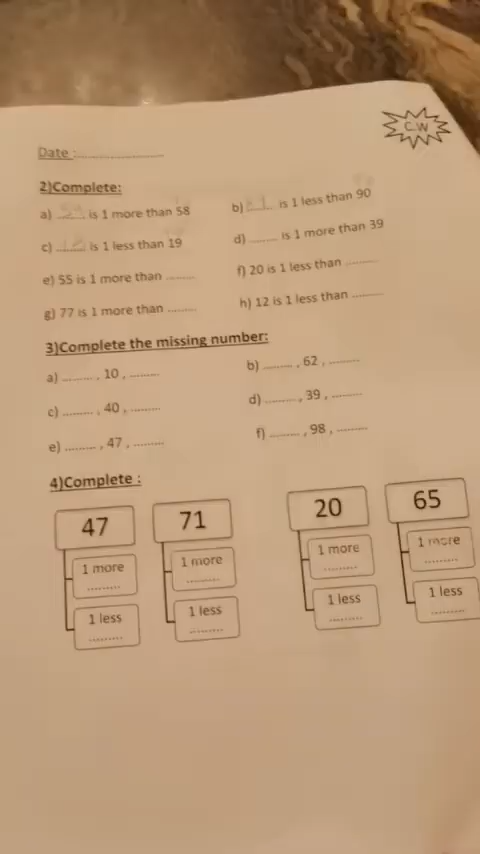 C.W
Date :......................
2)Complete:
a) ........ is 1 more than 58
b) ........ is 1 less than 90
c) ........ is 1 less than 19
d) ........ is 1 more than 39
e) 55 is 1 more than ........
f) 20 is 1 less than .........
g) 77 is 1 more than ........
h) 12 is 1 less than .........
3)Complete the missing number:
a) ........ , 10 , ........
b) ........ , 62 , ........
c) ........ , 40 , ........
d) ........ , 39 , ........
e) ........ , 47 , ........
f) ........ , 98 , ........
4)Complete :
47 71 20 65
1 more 1 more 1 more 1 more
......... ......... ......... .........
1 less 1 less 1 less 1 less
......... ......... ......... .........